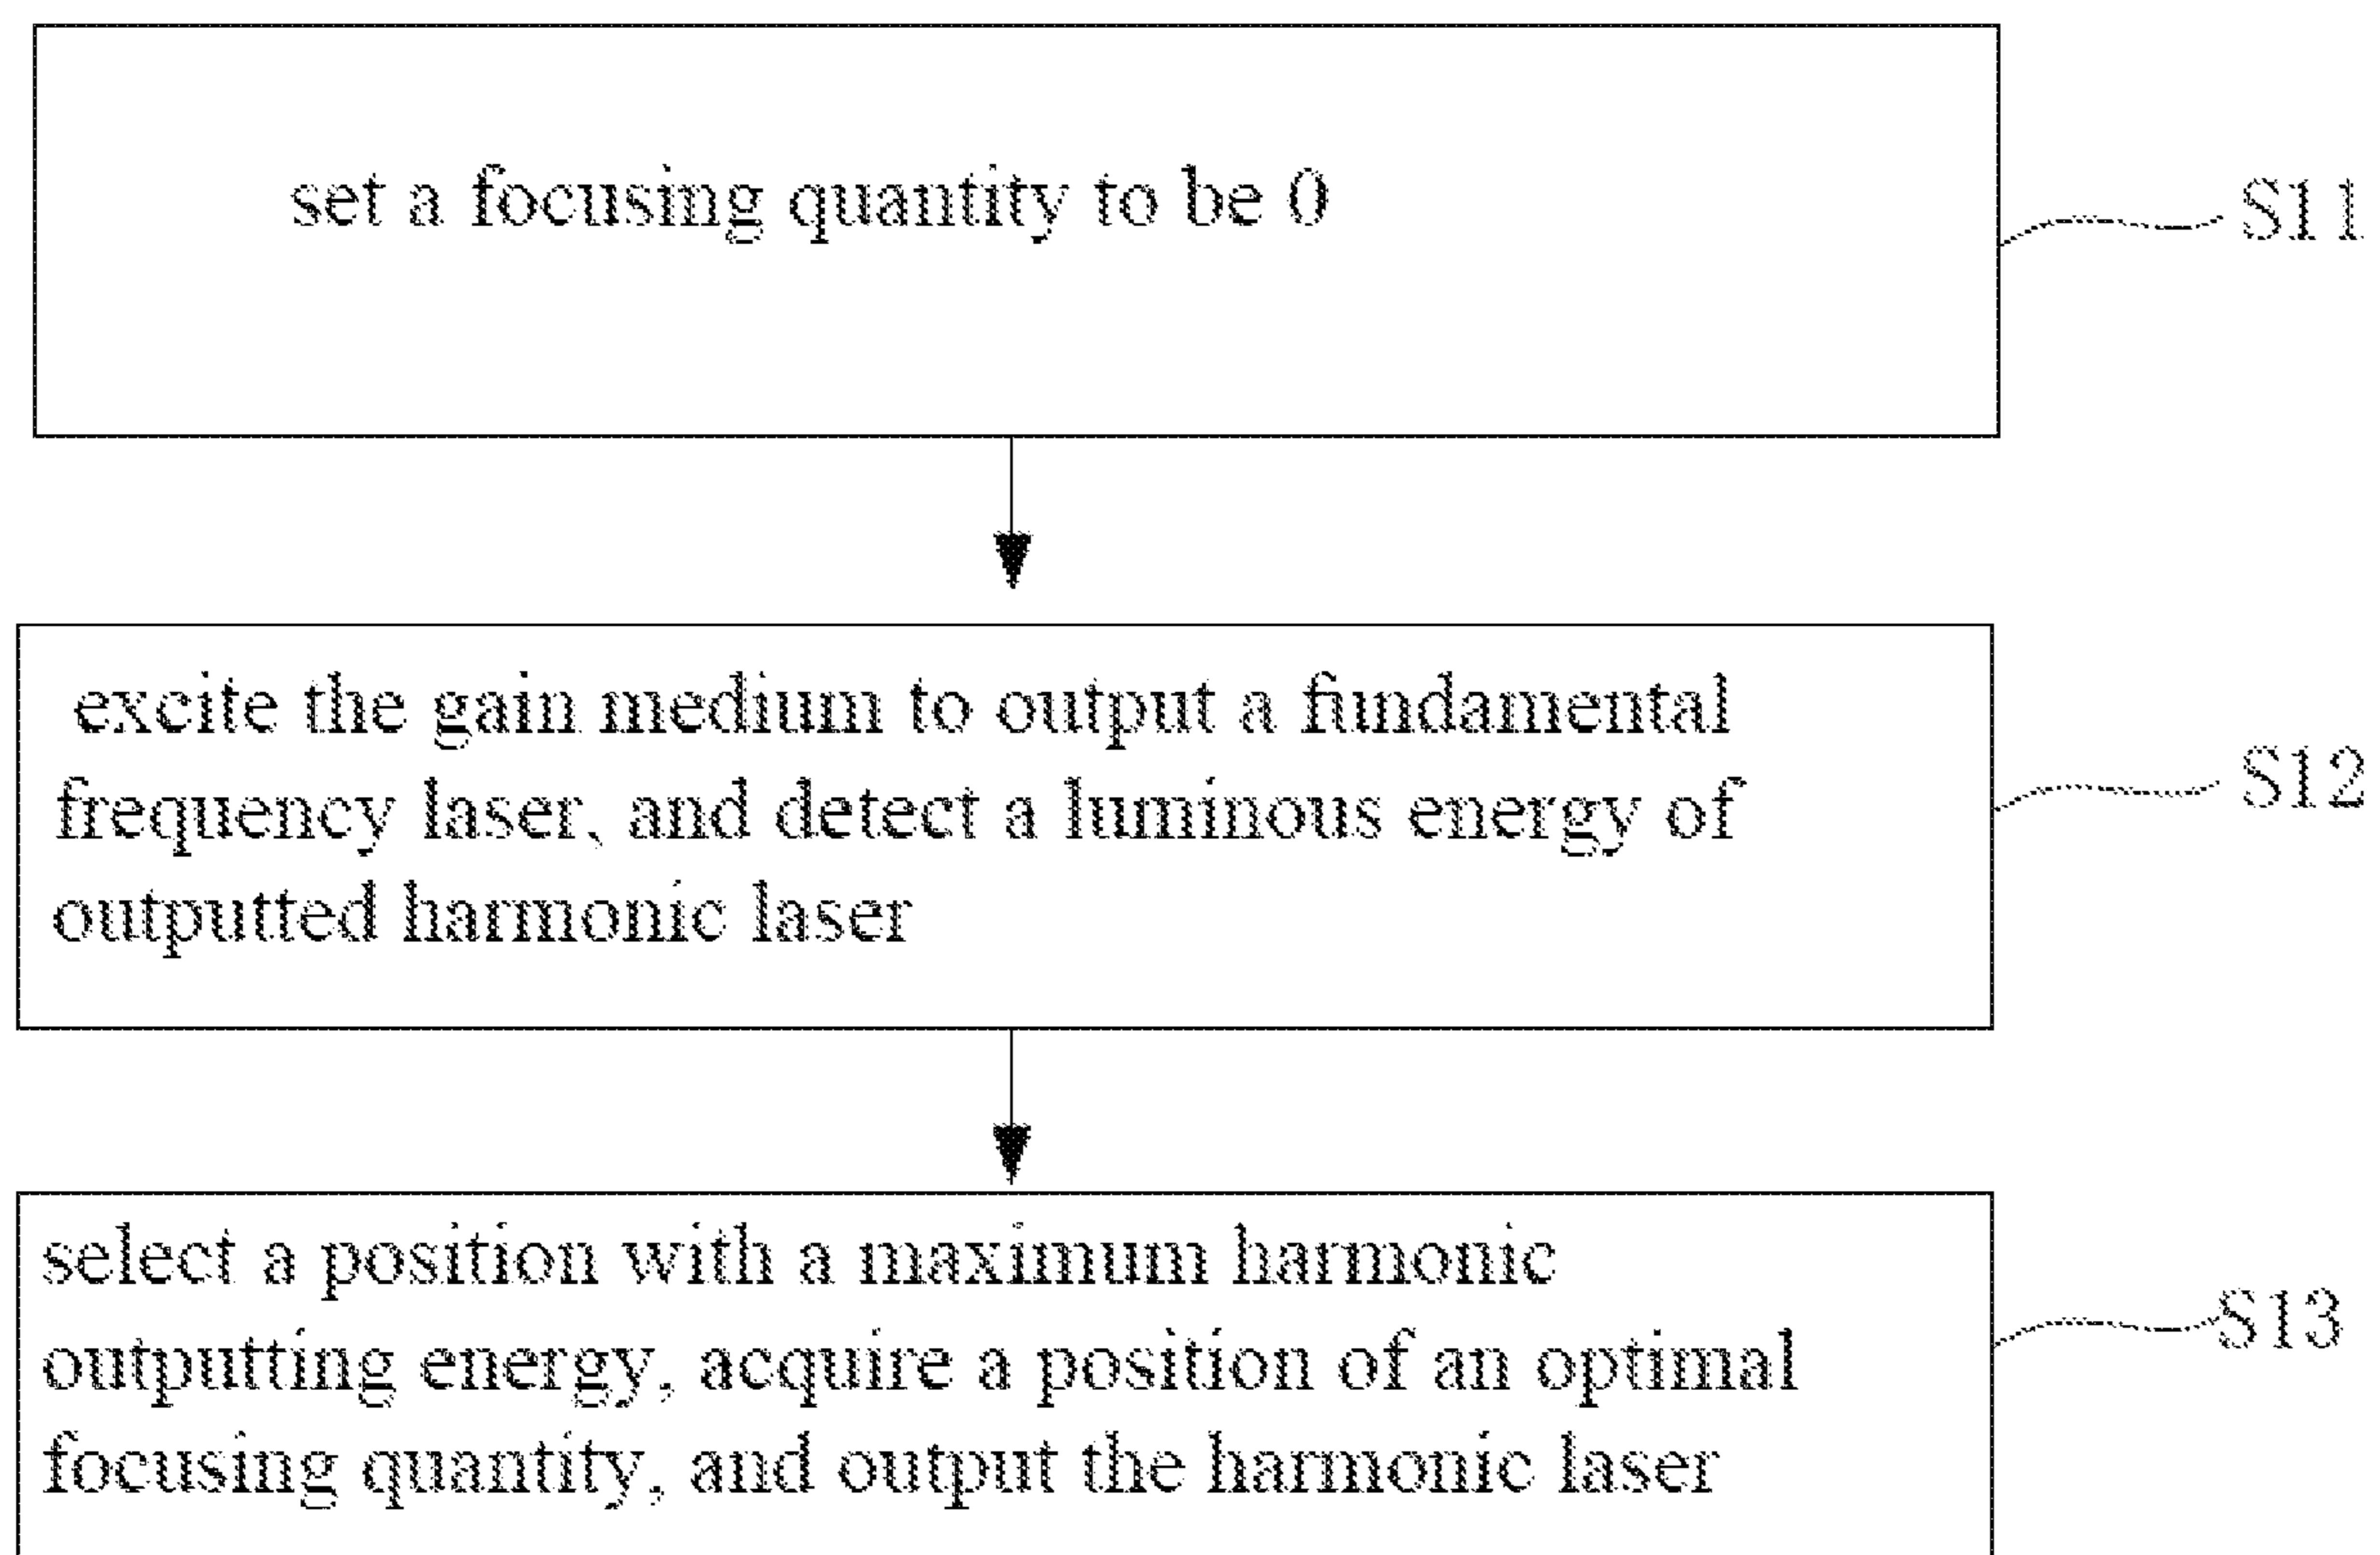 set a focusing quantity to be 0
S11
excite the gain medium to output a fundamental
frequency laser, and detect a luminous energy of
outputted harmonic laser
S12
select a position with a maximum harmonic
outputting energy, acquire a position of an optimal
focusing quantity, and output the harmonic laser
S13